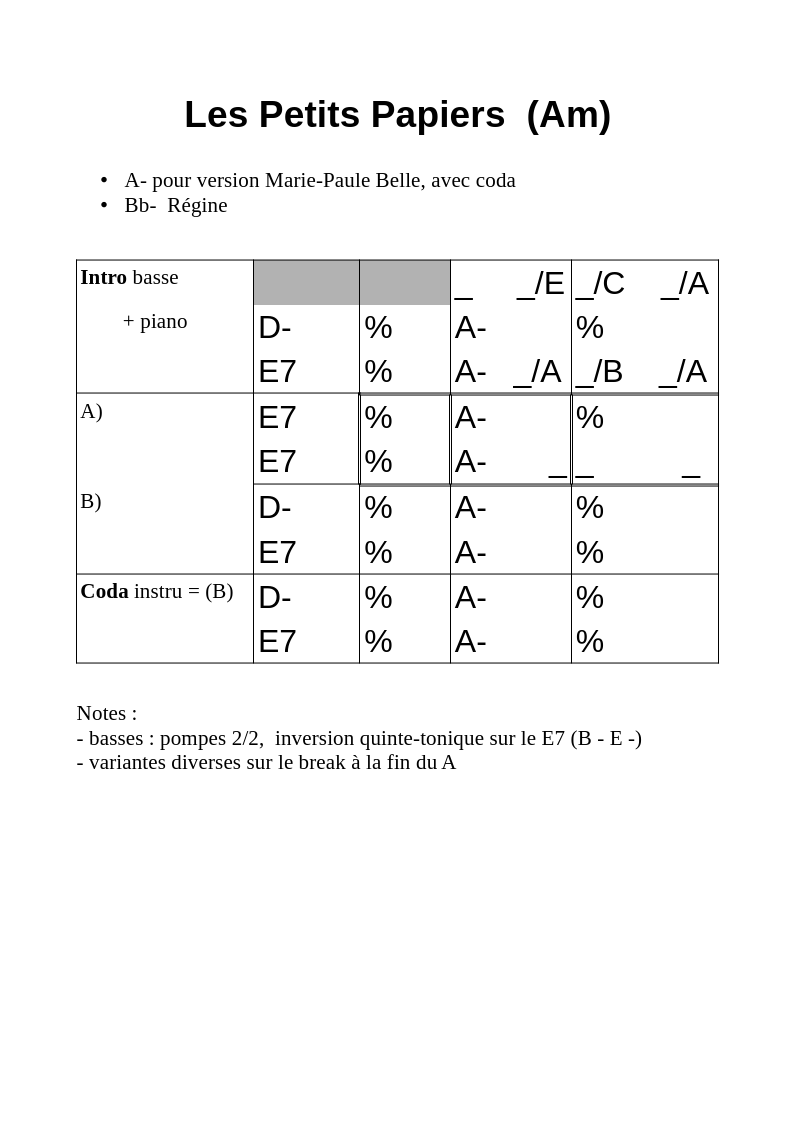 Les Petits Papiers (Am)
• A- pour version Marie-Paule Belle, avec coda
• Bb- Régine
Intro basse _ _/E _/C _/A
+ piano D- % A- %
E7 % A- _/A _/B _/A
A) E7 % A- %
E7 % A- _ _ _
B) D- % A- %
E7 % A- %
Coda instru = (B) D- % A- %
E7 % A- %
Notes :
- basses : pompes 2/2, inversion quinte-tonique sur le E7 (B - E -)
- variantes diverses sur le break à la fin du A